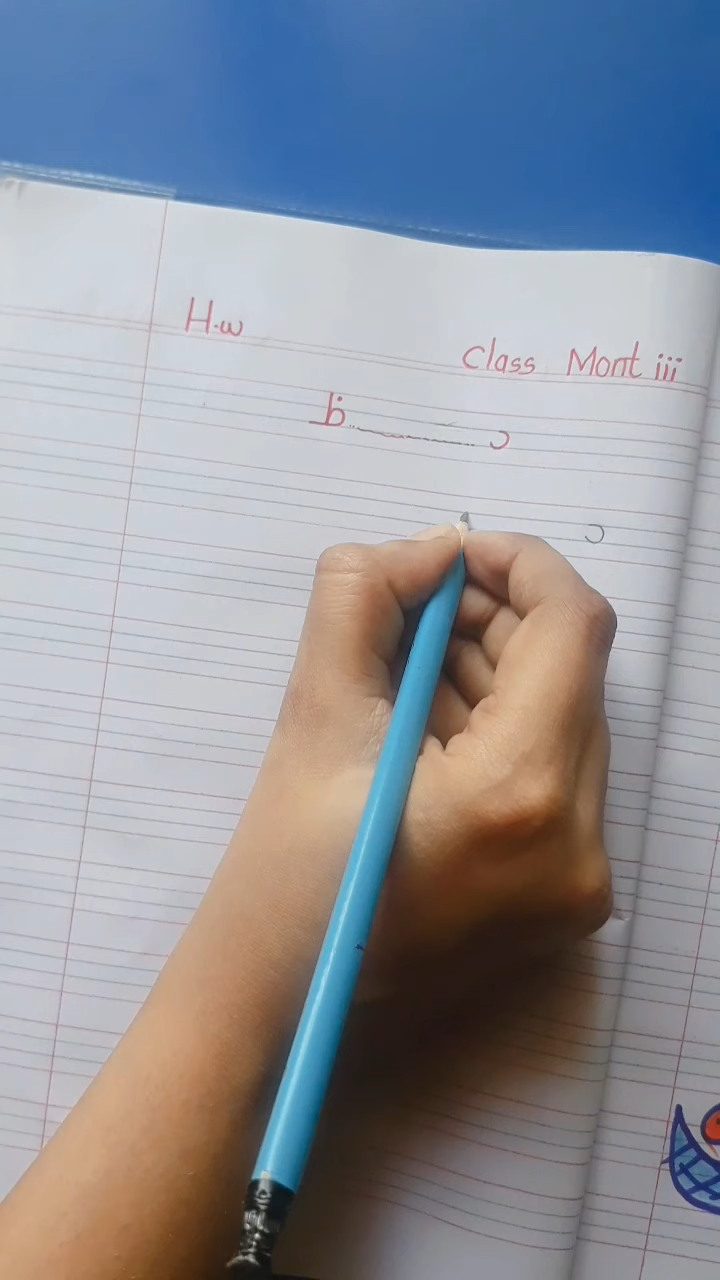 H.w
Class Mont iii
د ........... ظ
د